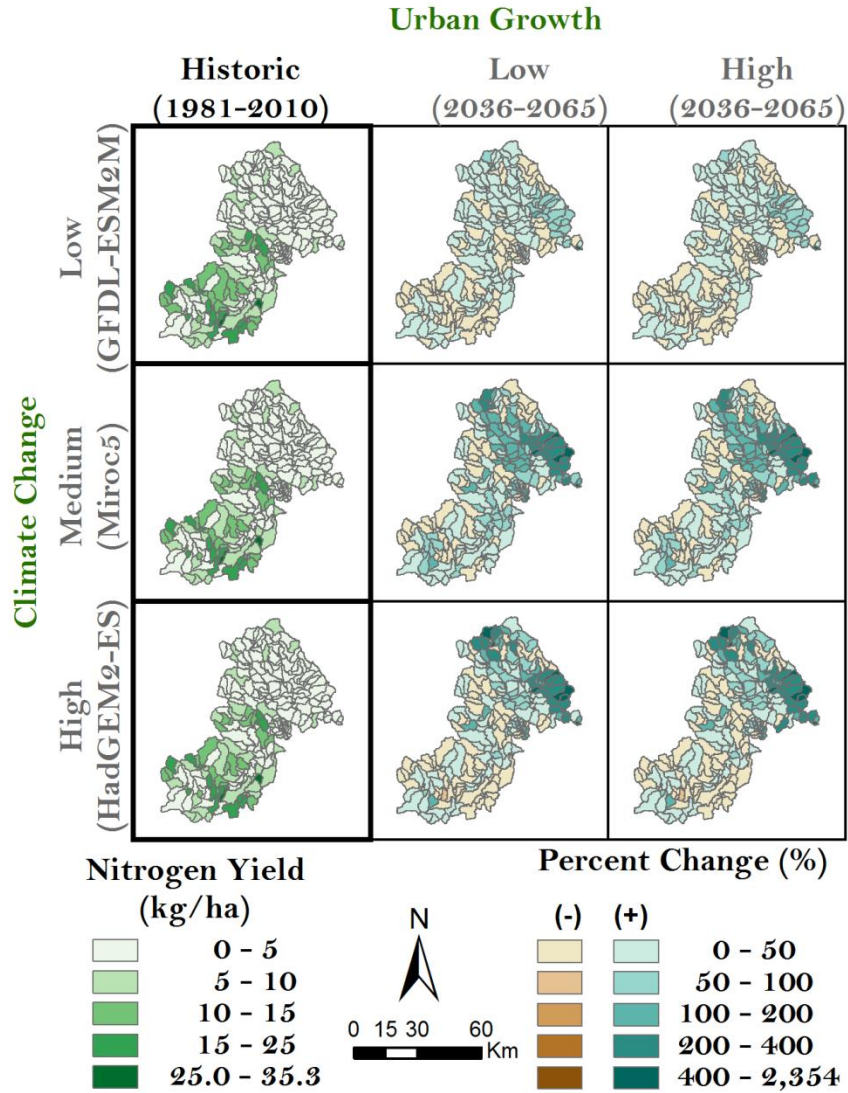 Urban Growth
Historic
(1981-2010)
Low
(2036-2065)
High
(2036-2065)
Climate Change
Low
(GFDL-ESM2M)
Medium
(Miroc5)
High
(HadGEM2-ES)
Nitrogen Yield
(kg/ha)
0 - 5
5 - 10
10 - 15
15 - 25
25.0 - 35.3
N
0 15 30 60
Km
Percent Change (%)
(-) (+)
0 - 50
50 - 100
100 - 200
200 - 400
400 - 2,354